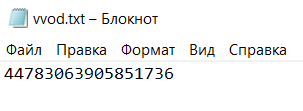 vvod.txt – Блокнот
Файл Правка Формат Вид Справка
44783063905851736